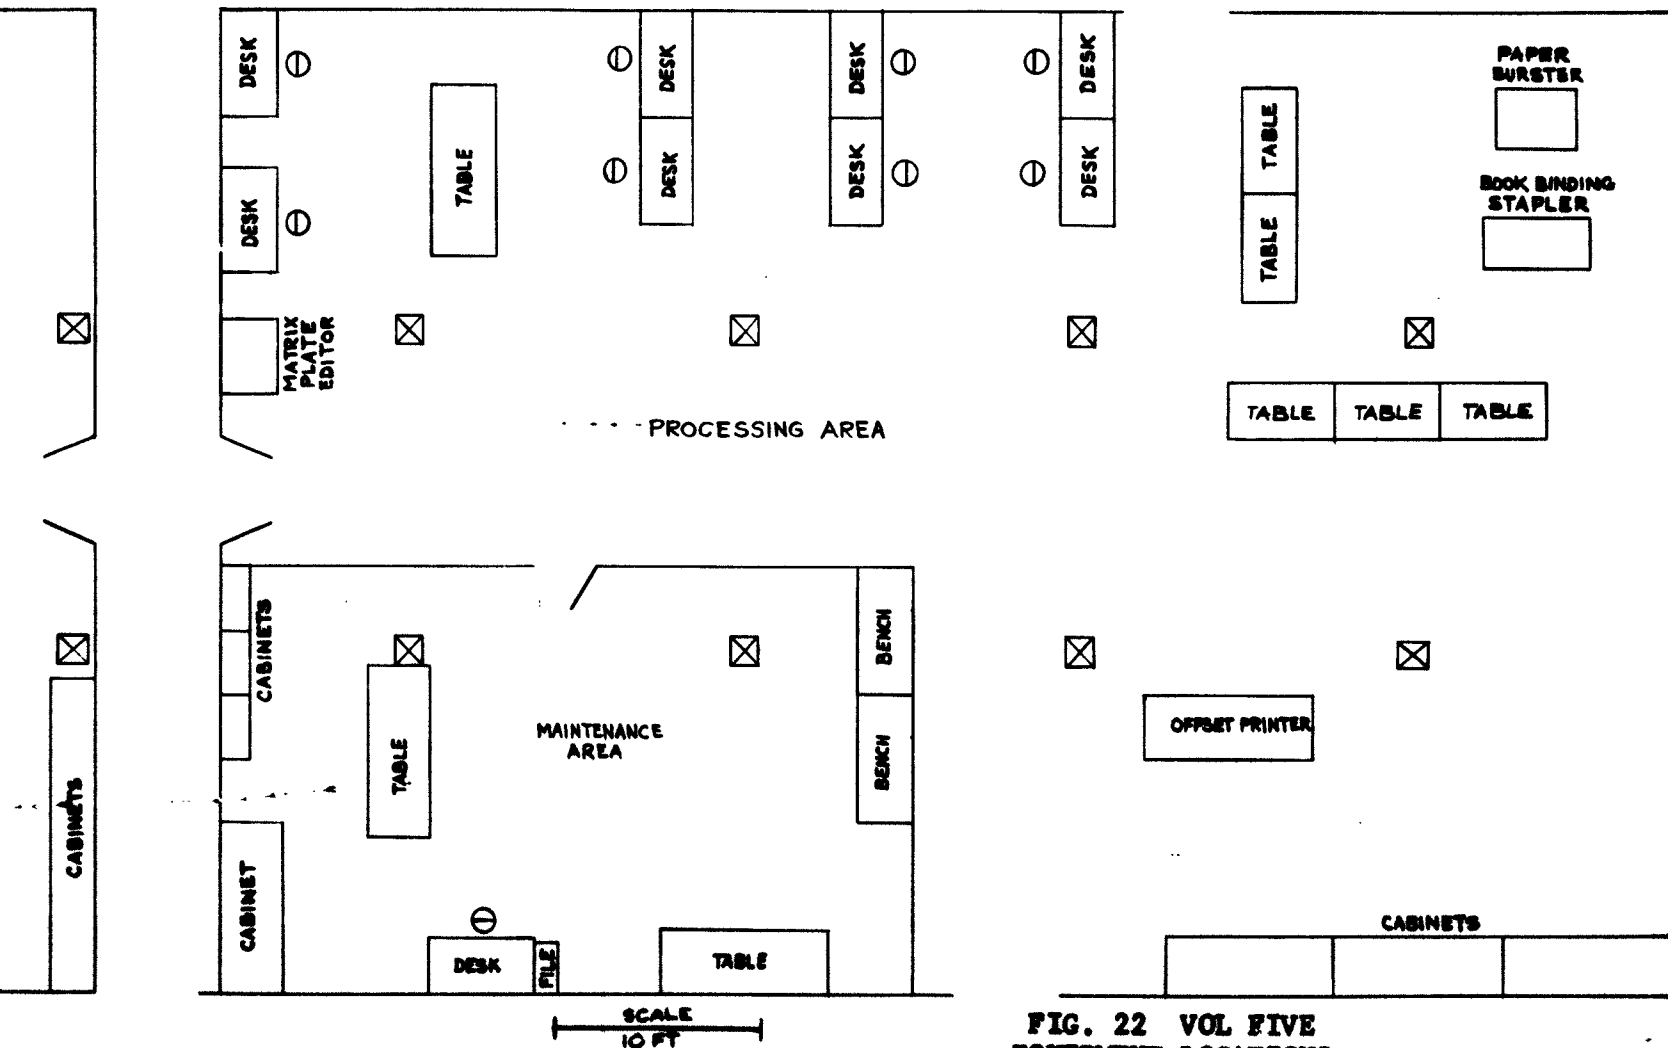 DESK
DESK
DESK
DESK
PAPER
BURSTER
TABLE
TABLE
DESK
DESK
DESK
DESK
BOOK BINDING
STAPLER
TABLE
MATRIX
PLATE
EDITOR
TABLE TABLE TABLE
PROCESSING AREA
CABINETS
BENCH
OFFSET PRINTER
MAINTENANCE
AREA
TABLE
BENCH
CABINETS
CABINET
CABINETS
DESK
FILE
TABLE
SCALE
10 FT
FIG. 22 VOL FIVE